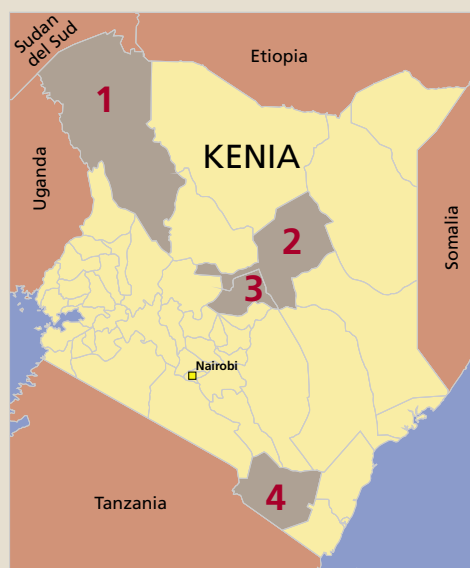 Sudan
del Sud
Etiopia
1
KENIA
Uganda
2
Somalia
3
Nairobi
4
Tanzania